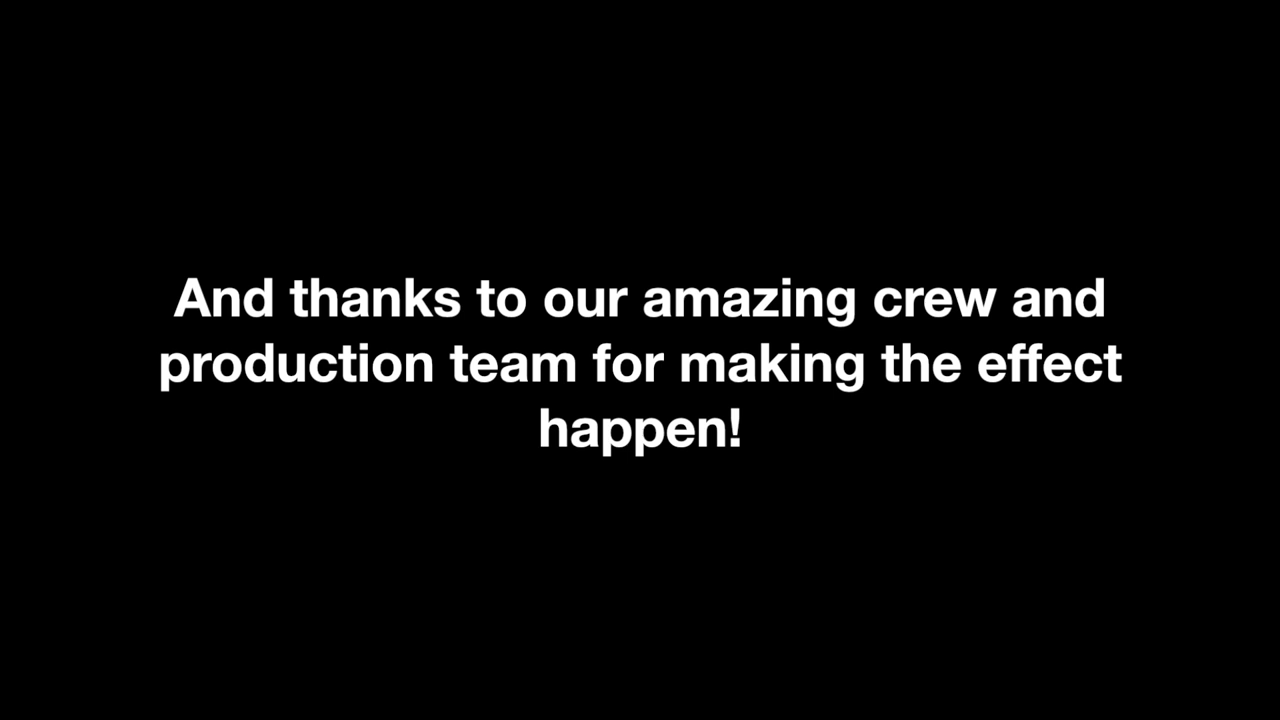 And thanks to our amazing crew and
production team for making the effect
happen!